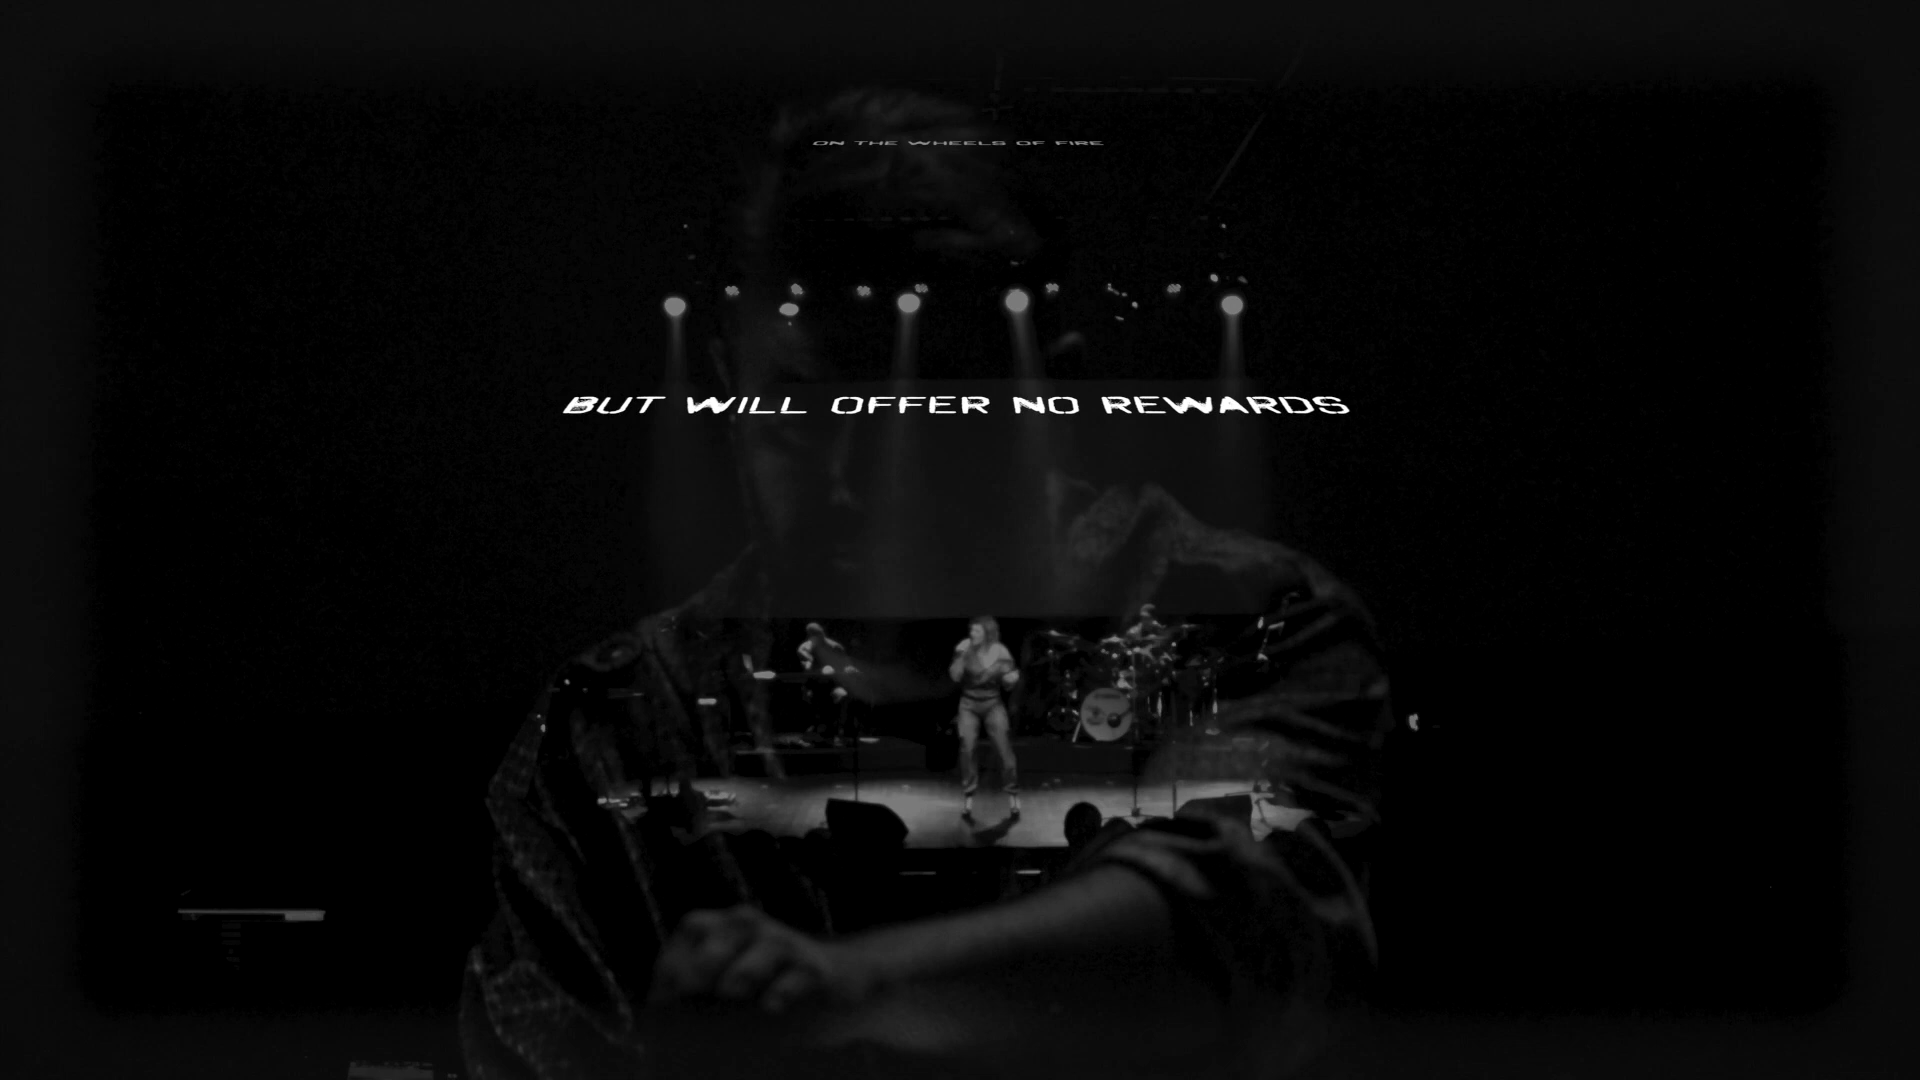 ON THE WHEELS OF FIRE
BUT WILL OFFER NO REWARDS